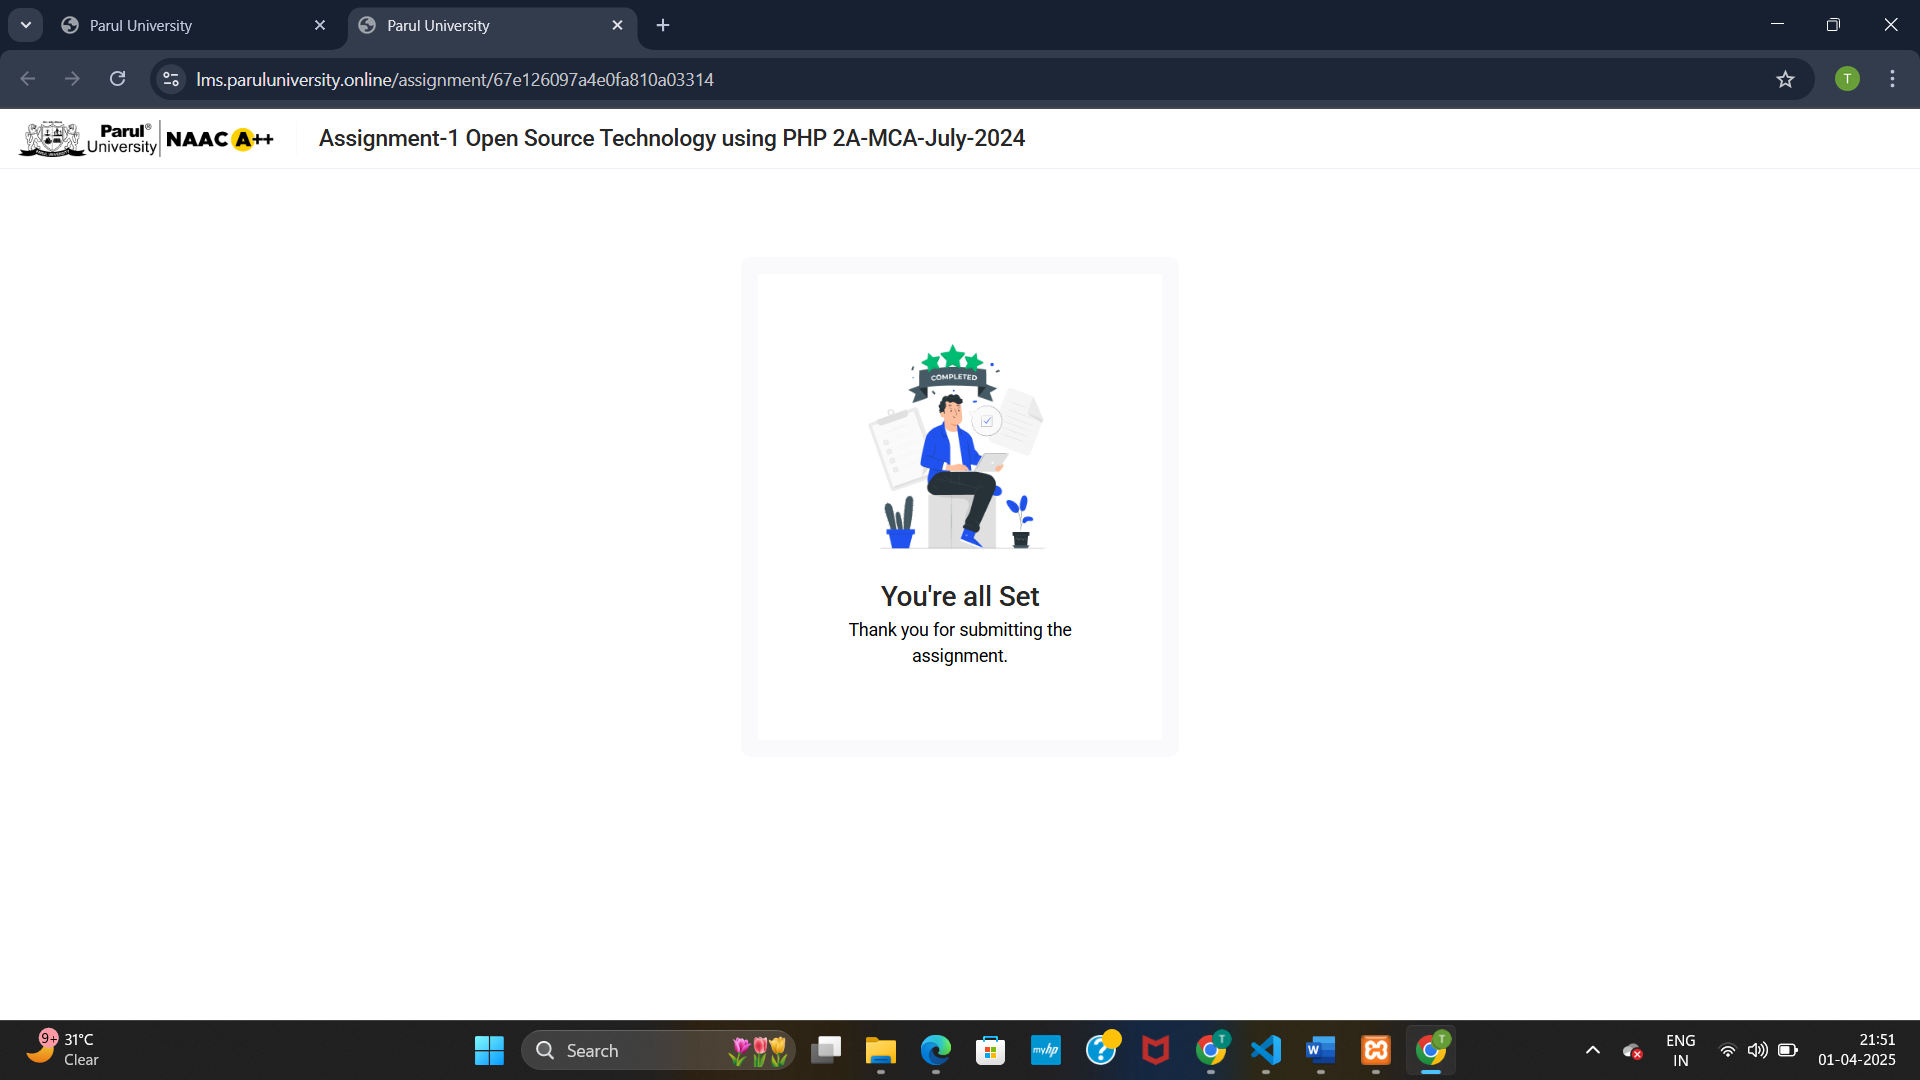 Parul University
Parul University
lms.paruluniversity.online/assignment/67e126097a4e0fa810a03314
T
Parul®
University
NAAC A++
Assignment-1 Open Source Technology using PHP 2A-MCA-July-2024
COMPLETED
You're all Set
Thank you for submitting the
assignment.
9+
31°C
Clear
Search
myhp
?
T
W
T
ENG
IN
21:51
01-04-2025